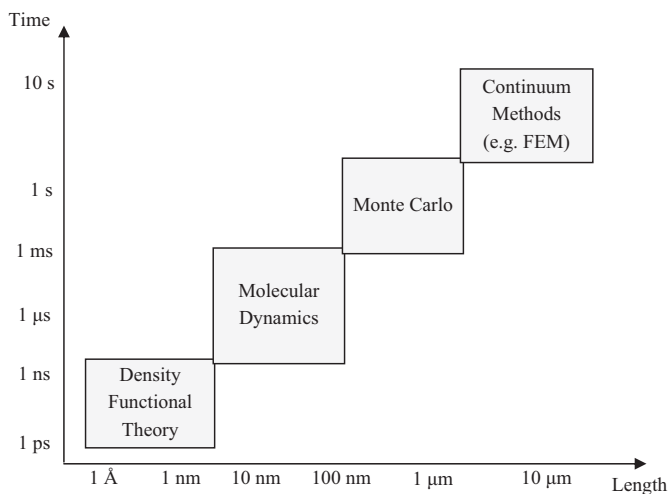 Time
10 s
Continuum
Methods
(e.g. FEM)
1 s
Monte Carlo
1 ms
Molecular
Dynamics
1 μs
1 ns
Density
Functional
Theory
1 ps
1 Å 1 nm 10 nm 100 nm 1 μm 10 μm
Length